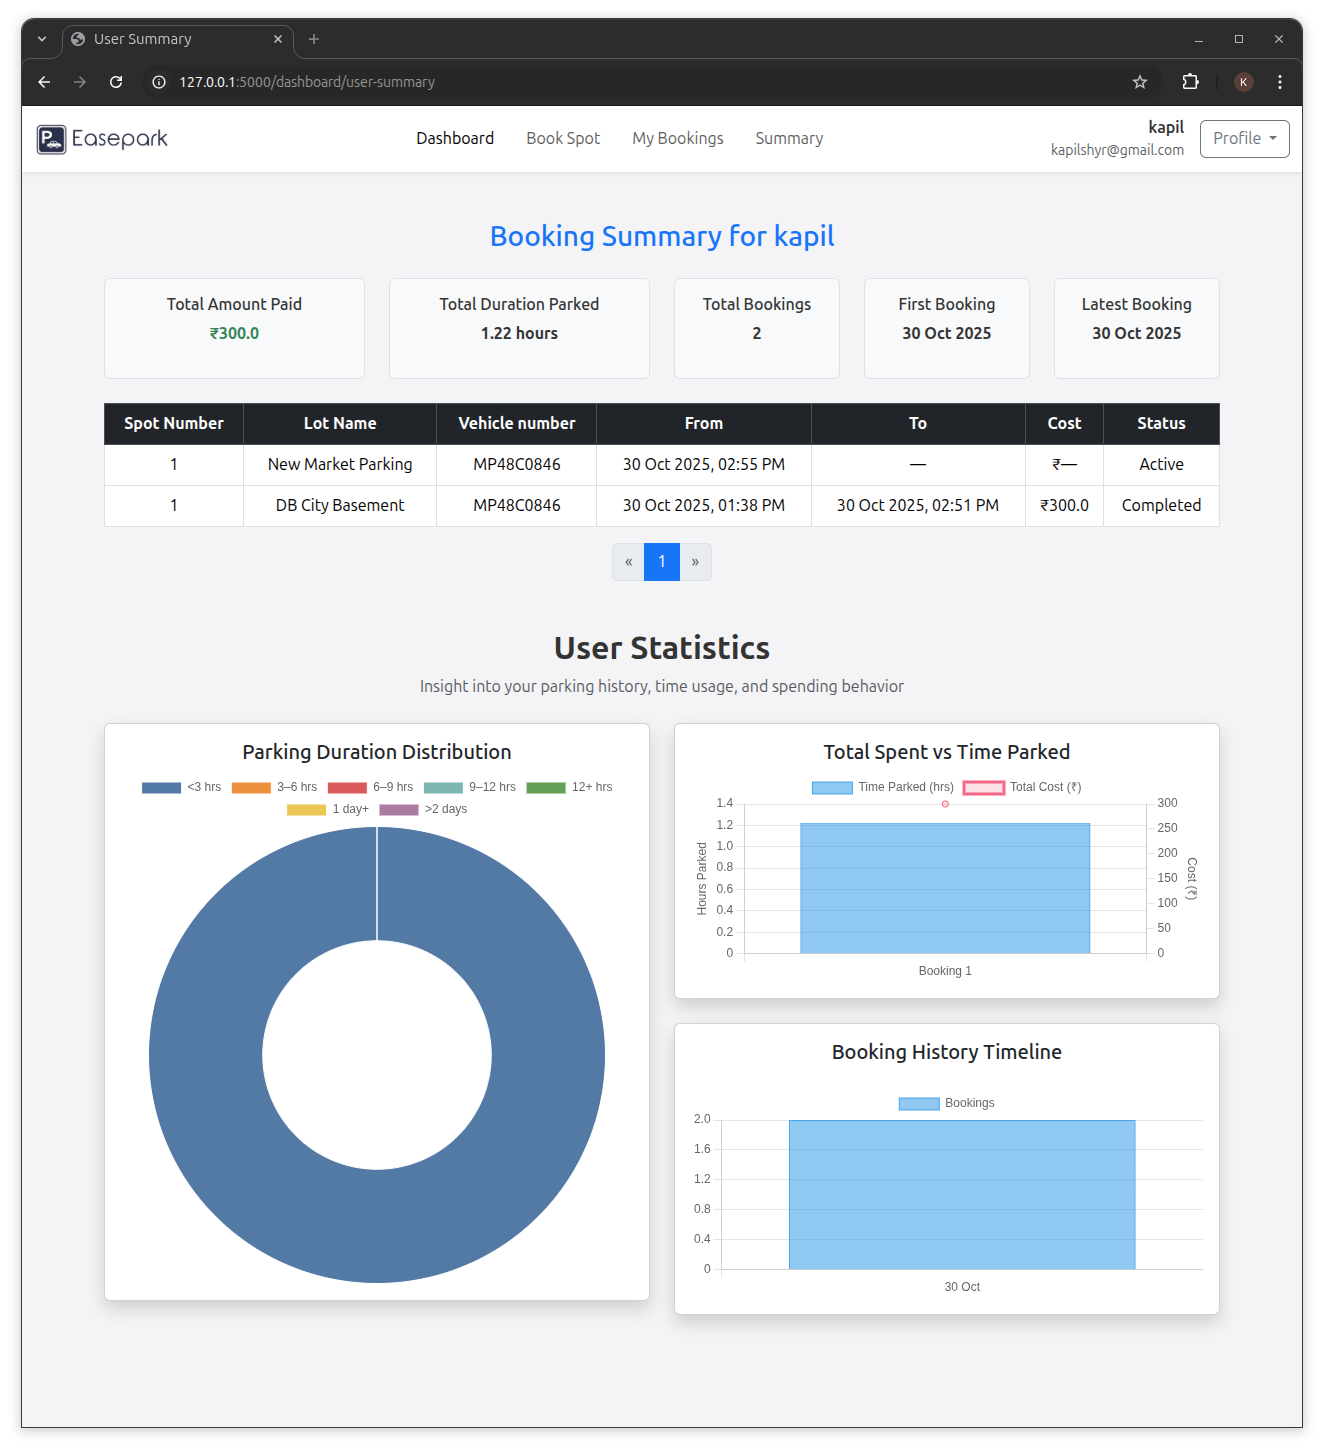 User Summary
127.0.0.1:5000/dashboard/user-summary
K
P Easepark
Dashboard Book Spot My Bookings Summary
kapil
kapilshyr@gmail.com
Profile
Booking Summary for kapil
Total Amount Paid
₹300.0
Total Duration Parked
1.22 hours
Total Bookings
2
First Booking
30 Oct 2025
Latest Booking
30 Oct 2025
Spot Number Lot Name Vehicle number From To Cost Status
1 New Market Parking MP48C0846 30 Oct 2025, 02:55 PM — ₹— Active
1 DB City Basement MP48C0846 30 Oct 2025, 01:38 PM 30 Oct 2025, 02:51 PM ₹300.0 Completed
« 1 »
User Statistics
Insight into your parking history, time usage, and spending behavior
Parking Duration Distribution
<3 hrs 3–6 hrs 6–9 hrs 9–12 hrs 12+ hrs
1 day+ >2 days
Total Spent vs Time Parked
Time Parked (hrs) Total Cost (₹)
Hours Parked
1.4
1.2
1.0
0.8
0.6
0.4
0.2
0
300
250
200
150
100
50
0
Cost (₹)
Booking 1
Booking History Timeline
Bookings
2.0
1.6
1.2
0.8
0.4
0
30 Oct